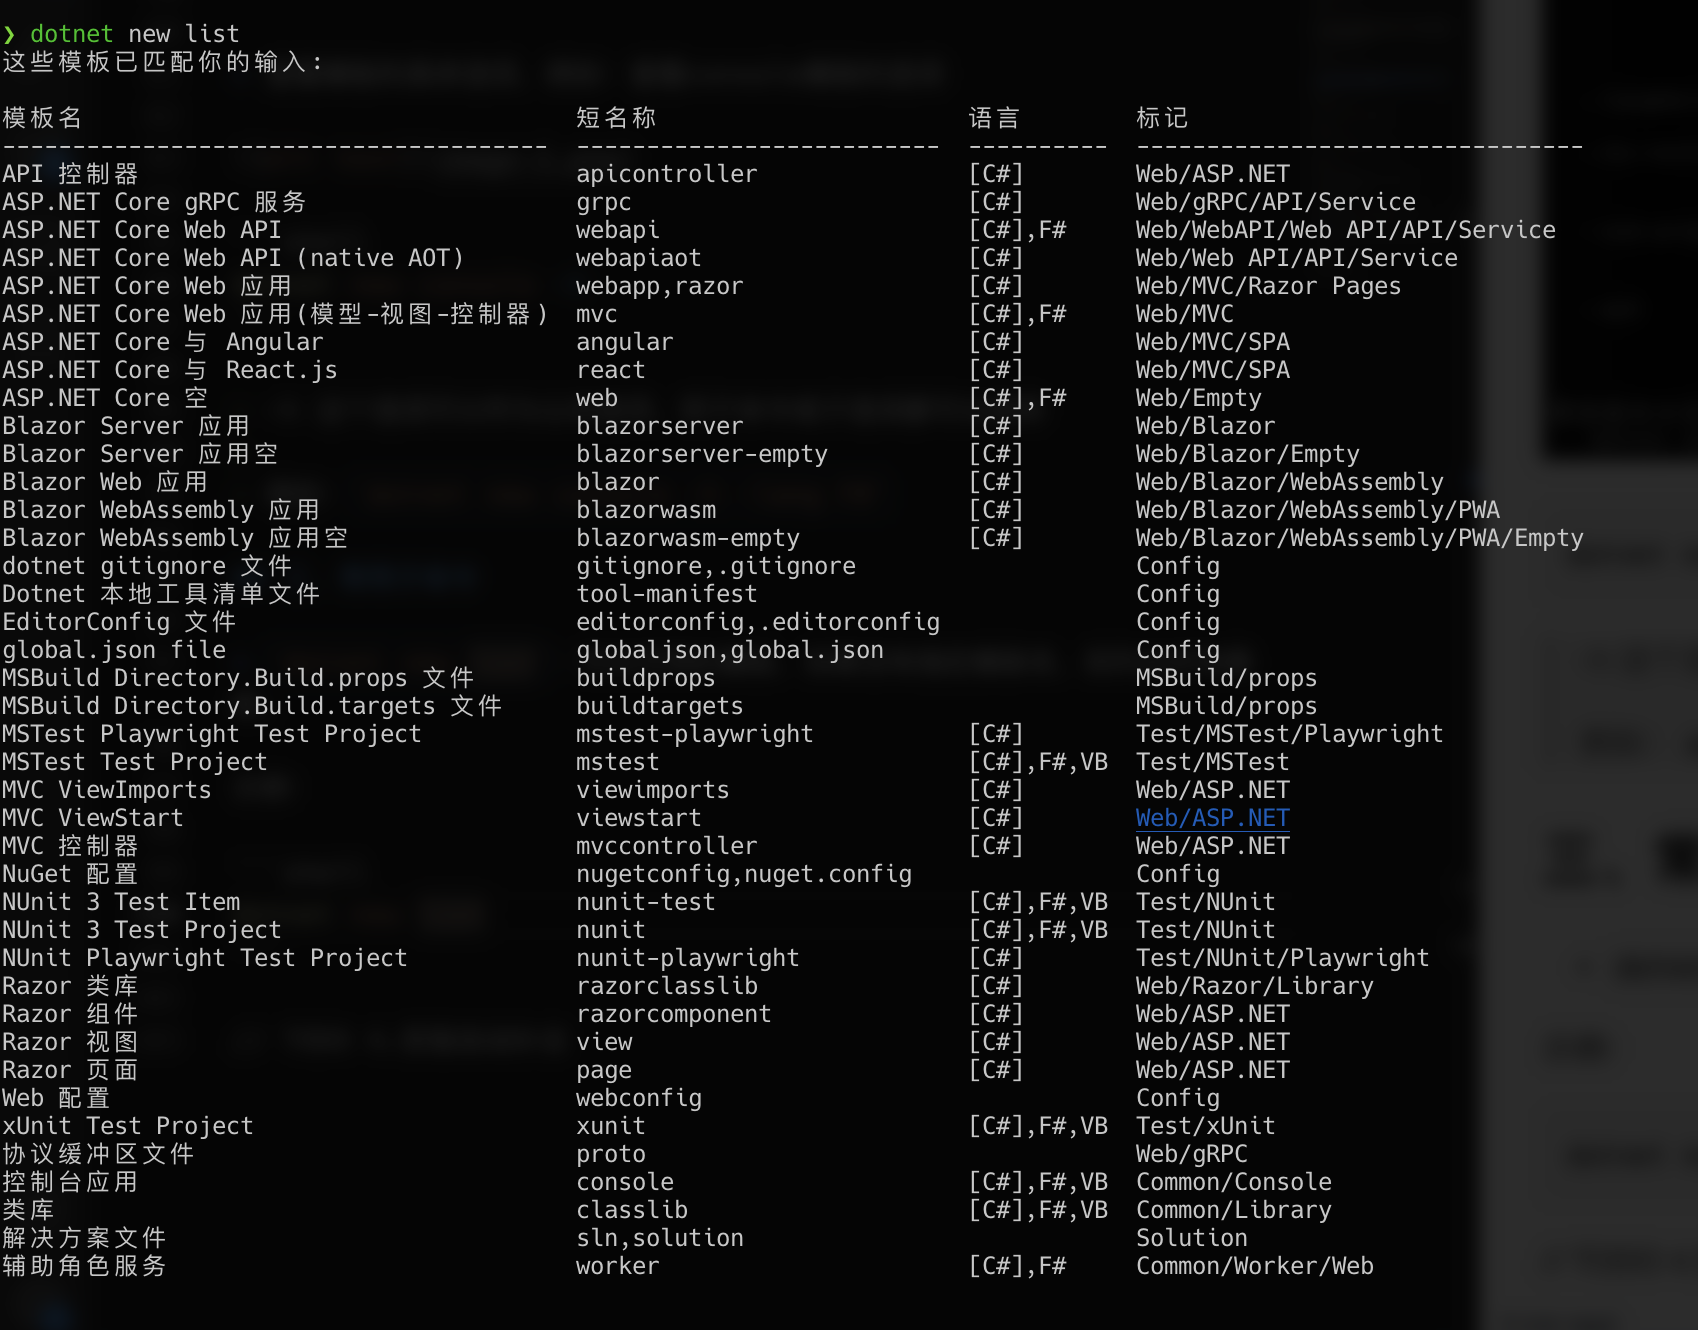 ❯ dotnet new list
这些模板已匹配你的输入:
模板名 短名称 语言 标记
--------------------------------------- -------------------------- ---------- --------------------------------
API 控制器 apicontroller [C#] Web/ASP.NET
ASP.NET Core gRPC 服务 grpc [C#] Web/gRPC/API/Service
ASP.NET Core Web API webapi [C#],F# Web/WebAPI/Web API/API/Service
ASP.NET Core Web API (native AOT) webapiaot [C#] Web/Web API/API/Service
ASP.NET Core Web 应用 webapp,razor [C#] Web/MVC/Razor Pages
ASP.NET Core Web 应用(模型-视图-控制器) mvc [C#],F# Web/MVC
ASP.NET Core 与 Angular angular [C#] Web/MVC/SPA
ASP.NET Core 与 React.js react [C#] Web/MVC/SPA
ASP.NET Core 空 web [C#],F# Web/Empty
Blazor Server 应用 blazorserver [C#] Web/Blazor
Blazor Server 应用空 blazorserver-empty [C#] Web/Blazor/Empty
Blazor Web 应用 blazor [C#] Web/Blazor/WebAssembly
Blazor WebAssembly 应用 blazorwasm [C#] Web/Blazor/WebAssembly/PWA
Blazor WebAssembly 应用空 blazorwasm-empty [C#] Web/Blazor/WebAssembly/PWA/Empty
dotnet gitignore 文件 gitignore,.gitignore Config
Dotnet 本地工具清单文件 tool-manifest Config
EditorConfig 文件 editorconfig,.editorconfig Config
global.json file globaljson,global.json Config
MSBuild Directory.Build.props 文件 buildprops MSBuild/props
MSBuild Directory.Build.targets 文件 buildtargets MSBuild/props
MSTest Playwright Test Project mstest-playwright [C#] Test/MSTest/Playwright
MSTest Test Project mstest [C#],F#,VB Test/MSTest
MVC ViewImports viewimports [C#] Web/ASP.NET
MVC ViewStart viewstart [C#] Web/ASP.NET
MVC 控制器 mvccontroller [C#] Web/ASP.NET
NuGet 配置 nugetconfig,nuget.config Config
NUnit 3 Test Item nunit-test [C#],F#,VB Test/NUnit
NUnit 3 Test Project nunit [C#],F#,VB Test/NUnit
NUnit Playwright Test Project nunit-playwright [C#] Test/NUnit/Playwright
Razor 类库 razorclasslib [C#] Web/Razor/Library
Razor 组件 razorcomponent [C#] Web/ASP.NET
Razor 视图 view [C#] Web/ASP.NET
Razor 页面 page [C#] Web/ASP.NET
Web 配置 webconfig Config
xUnit Test Project xunit [C#],F#,VB Test/xUnit
协议缓冲区文件 proto Web/gRPC
控制台应用 console [C#],F#,VB Common/Console
类库 classlib [C#],F#,VB Common/Library
解决方案文件 sln,solution Solution
辅助角色服务 worker [C#],F# Common/Worker/Web